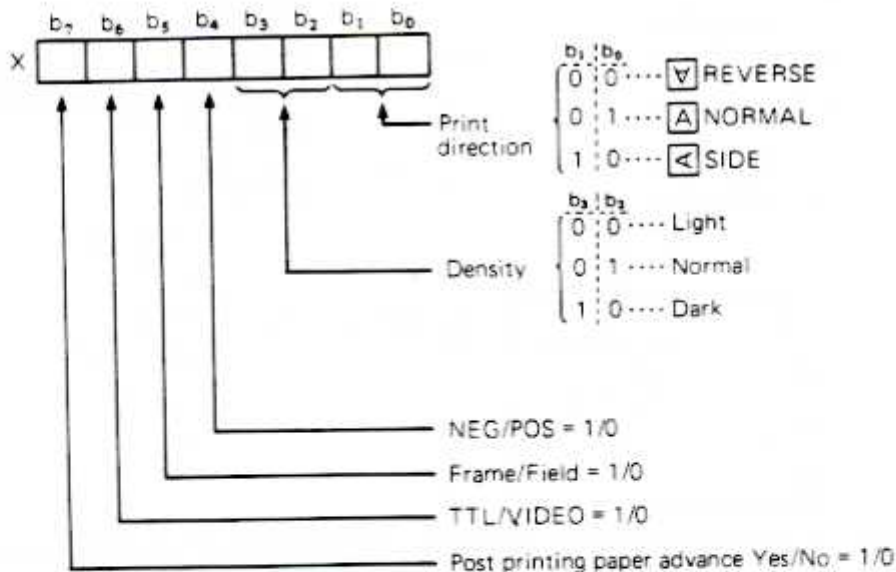 b₇ b₆ b₅ b₄ b₃ b₂ b₁ b₀
X
b₁ b₀
0 0 ···· ∀ REVERSE
0 1 ···· A NORMAL
1 0 ···· ∢ SIDE
Print
direction
b₃ b₂
0 0 ···· Light
0 1 ···· Normal
1 0 ···· Dark
Density
NEG/POS = 1/0
Frame/Field = 1/0
TTL/VIDEO = 1/0
Post printing paper advance Yes/No = 1/0